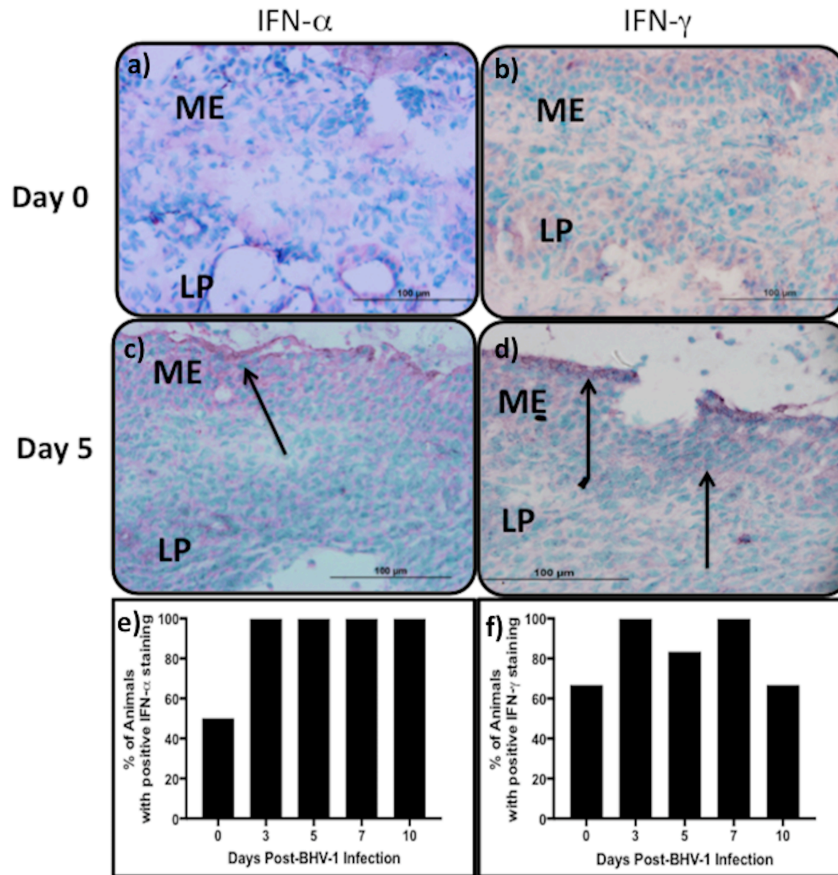 IFN-α
IFN-γ
a)
b)
ME
ME
Day 0
LP
LP
100 µm
100 µm
c)
d)
ME
ME
Day 5
LP
LP
100 µm
100 µm
e)
f)
100
80
60
40
20
0
% of Animals
with positive IFN-α staining
0 3 5 7 10
Days Post-BHV-1 Infection
100
80
60
40
20
0
% of Animals
with positive IFN-γ staining
0 3 5 7 10
Days Post-BHV-1 Infection